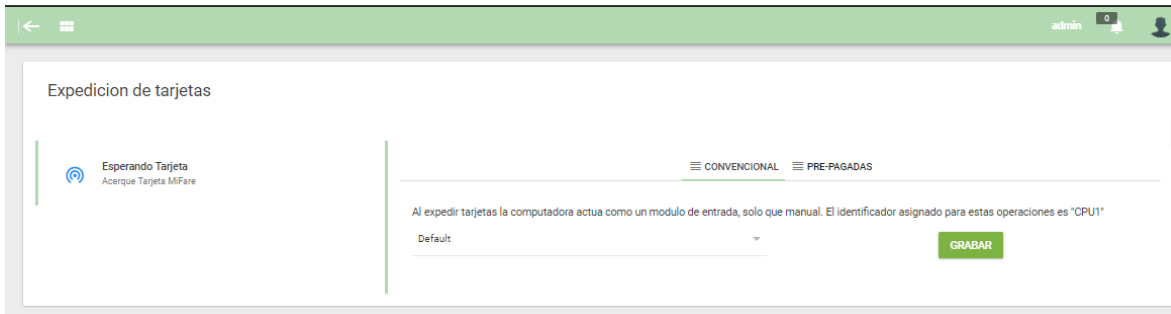 admin
0
Expedicion de tarjetas
Esperando Tarjeta
Acerque Tarjeta MiFare
CONVENCIONAL PRE-PAGADAS
Al expedir tarjetas la computadora actua como un modulo de entrada, solo que manual. El identificador asignado para estas operaciones es "CPU1"
Default
GRABAR